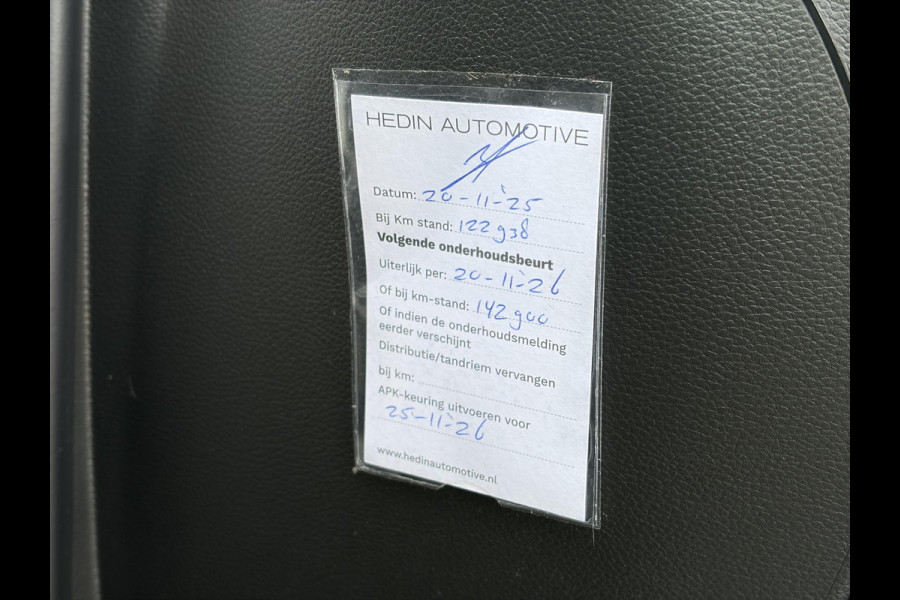 HEDIN AUTOMOTIVE
Datum: 20-11-25
Bij Km stand: 122938
Volgende onderhoudsbeurt
Uiterlijk per: 20-11-26
Of bij km-stand: 142900
Of indien de onderhoudsmelding
eerder verschijnt
Distributie/tandriem vervangen
bij km:
APK-keuring uitvoeren voor
25-11-26
www.hedinautomotive.nl